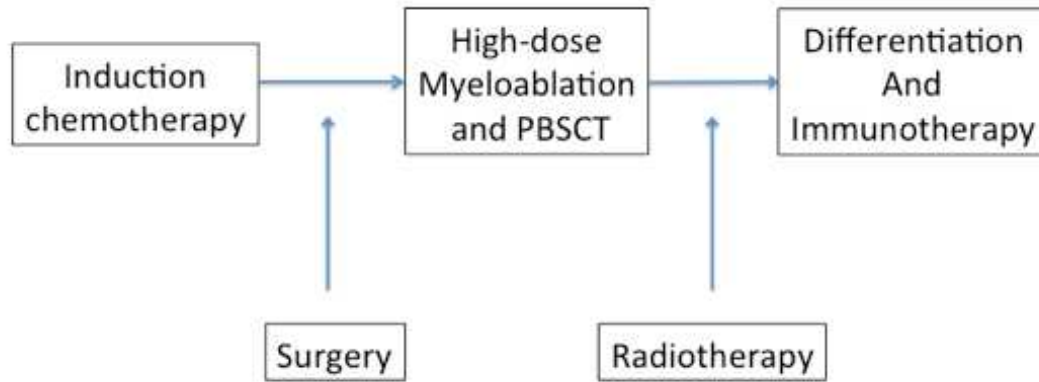 Induction
chemotherapy
High-dose
Myeloablation
and PBSCT
Differentiation
And
Immunotherapy
Surgery
Radiotherapy